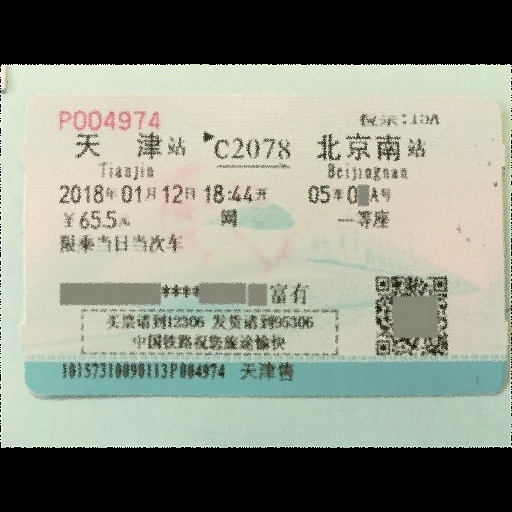 P004974
检票:10A
天津站 C2078 北京南站
Tianjin Beijingnan
2018年01月12日 18:44开 05车0 A号
￥65.5元 网 一等座
限乘当日当次车
**** 富有
买票请到12306 发货请到95306
中国铁路祝您旅途愉快
10157310090113P004974 天津售